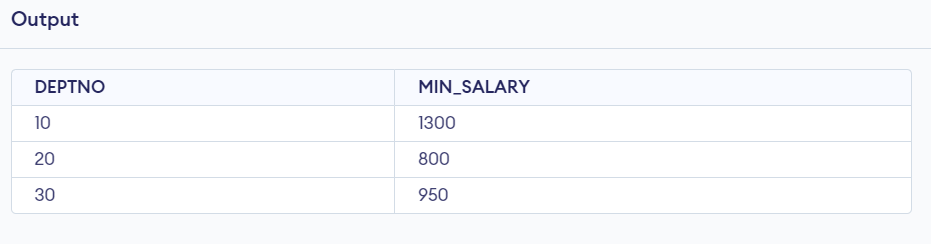 Output
DEPTNO MIN_SALARY
10 1300
20 800
30 950